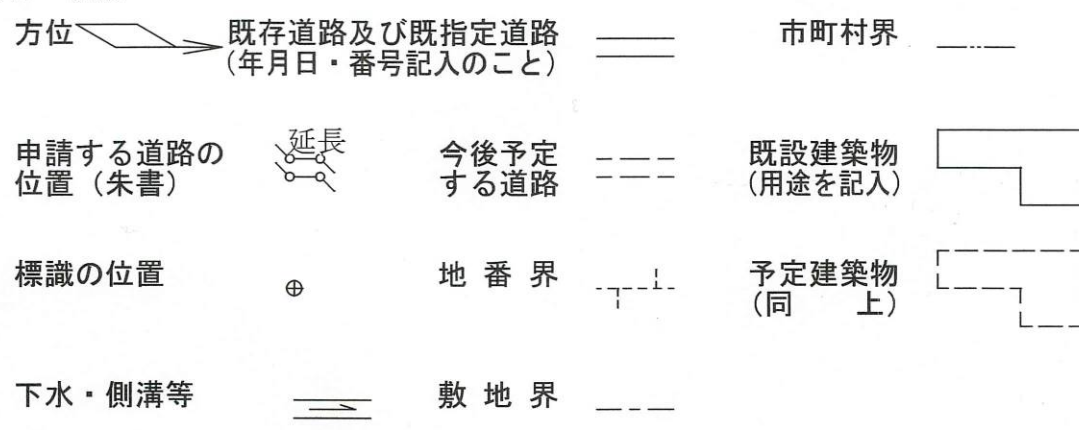 方位
既存道路及び既指定道路
(年月日・番号記入のこと)
市町村界
申請する道路の
位置（朱書）
延長
今後予定
する道路
既設建築物
(用途を記入)
標識の位置
地番界
予定建築物
(同　上)
下水・側溝等
敷地界